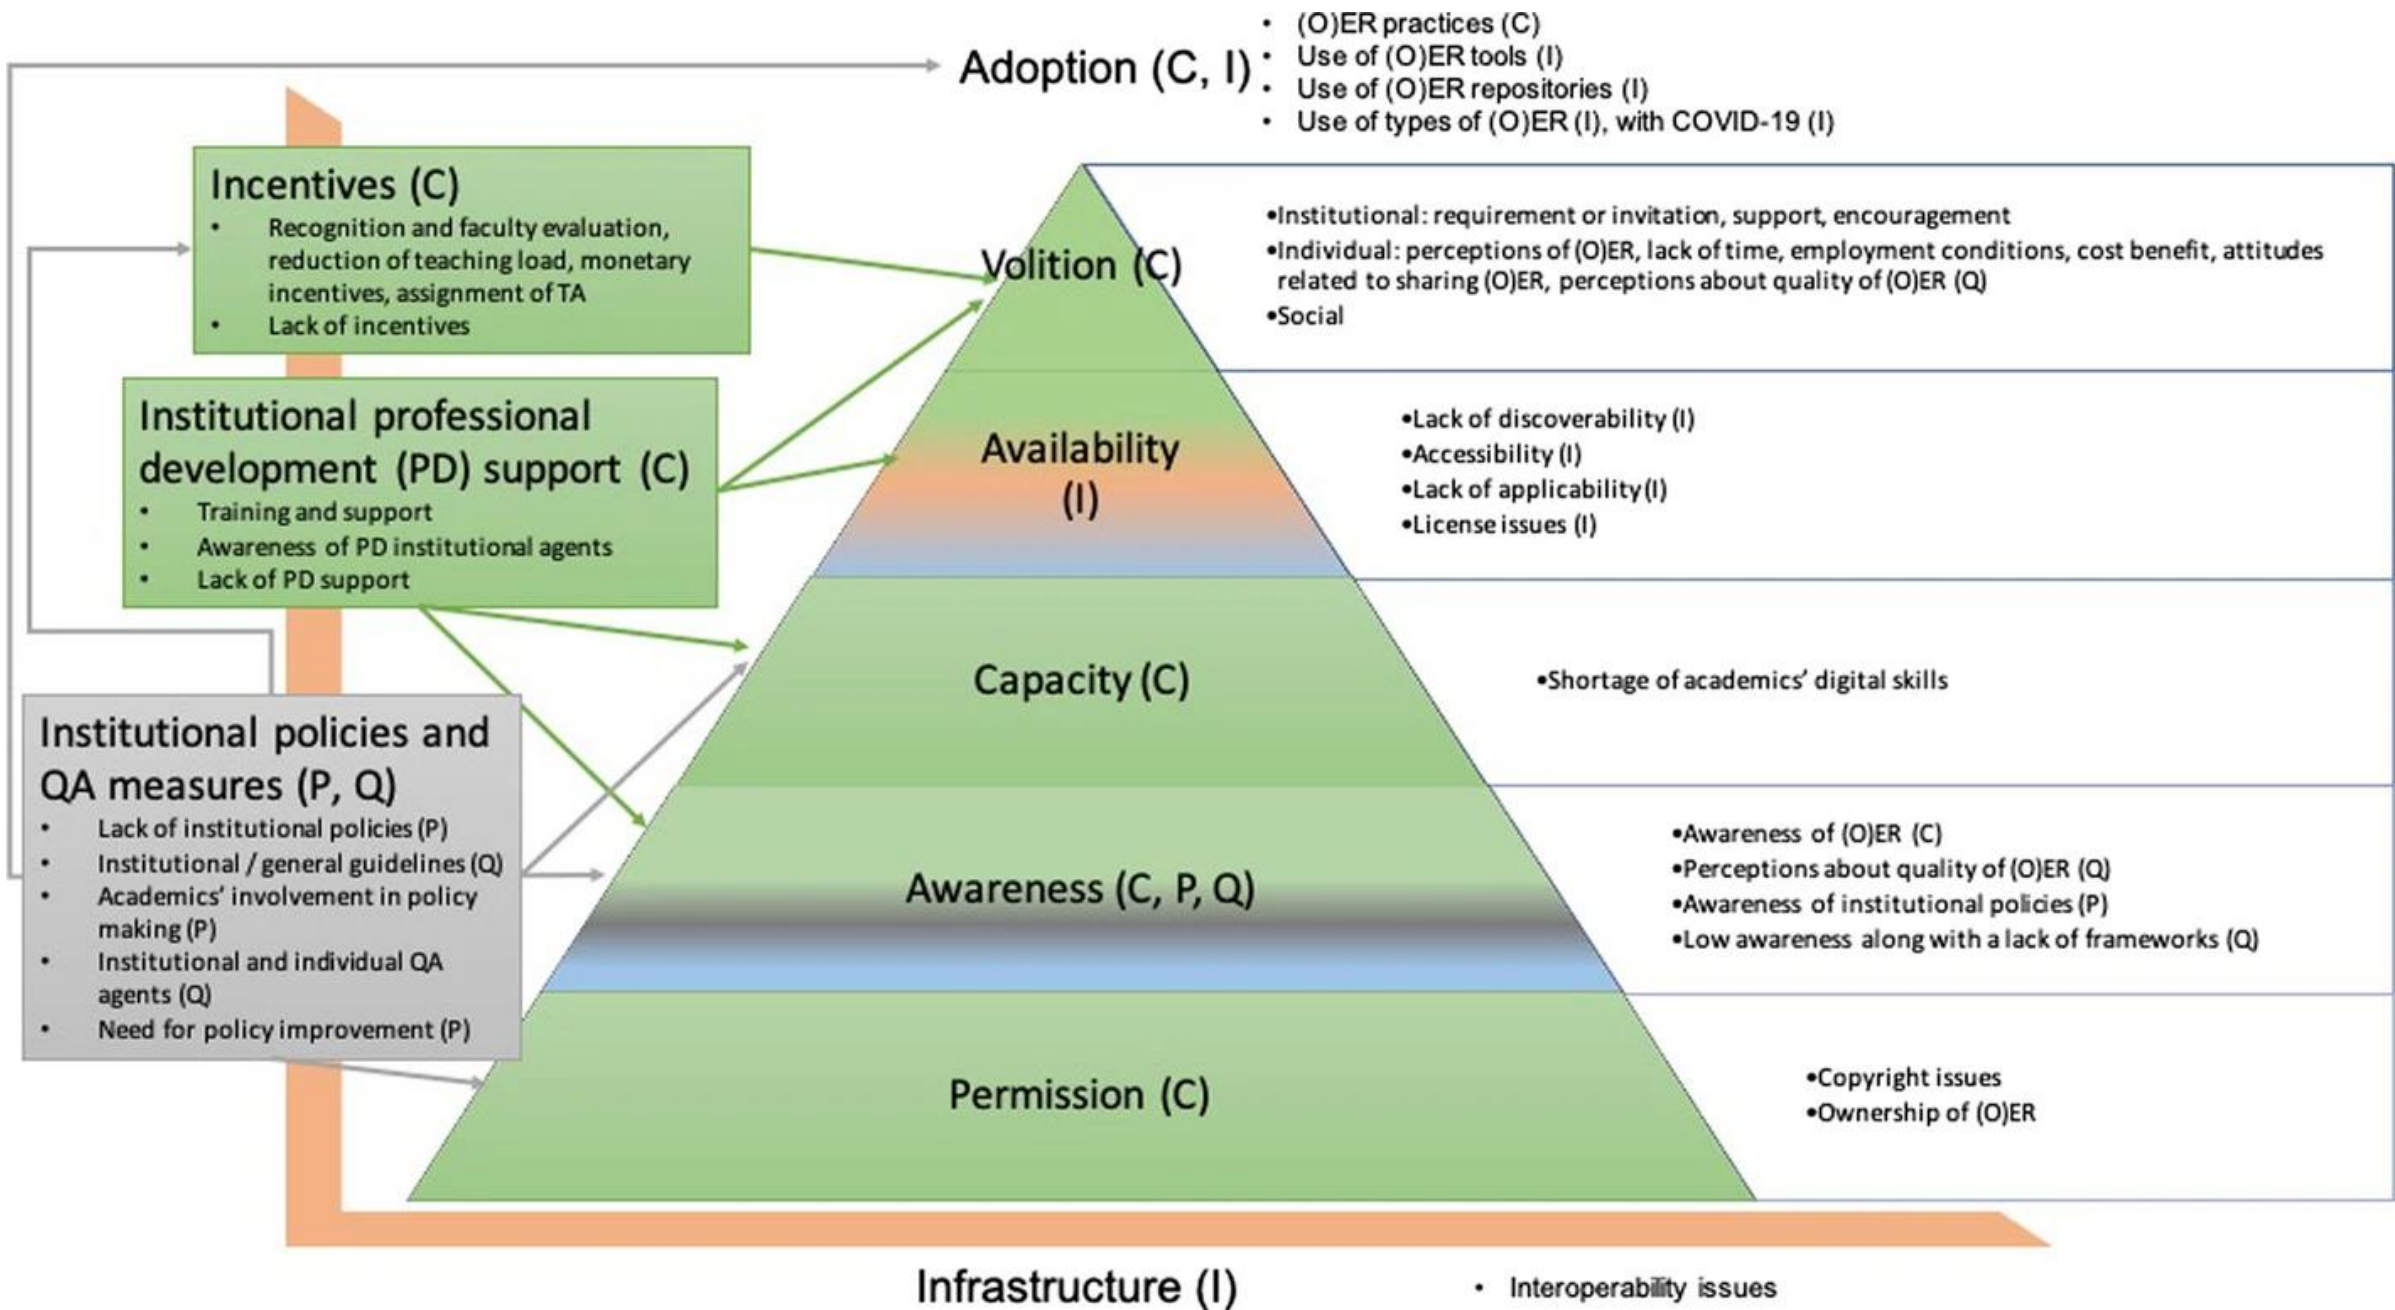 Adoption (C, I)
• (O)ER practices (C)
• Use of (O)ER tools (I)
• Use of (O)ER repositories (I)
• Use of types of (O)ER (I), with COVID-19 (I)
Incentives (C)
• Recognition and faculty evaluation,
reduction of teaching load, monetary
incentives, assignment of TA
• Lack of incentives
Institutional professional
development (PD) support (C)
• Training and support
• Awareness of PD institutional agents
• Lack of PD support
Institutional policies and
QA measures (P, Q)
• Lack of institutional policies (P)
• Institutional / general guidelines (Q)
• Academics’ involvement in policy
making (P)
• Institutional and individual QA
agents (Q)
• Need for policy improvement (P)
Volition (C)
•Institutional: requirement or invitation, support, encouragement
•Individual: perceptions of (O)ER, lack of time, employment conditions, cost benefit, attitudes
related to sharing (O)ER, perceptions about quality of (O)ER (Q)
•Social
Availability
(I)
•Lack of discoverability (I)
•Accessibility (I)
•Lack of applicability (I)
•License issues (I)
Capacity (C)
•Shortage of academics’ digital skills
Awareness (C, P, Q)
•Awareness of (O)ER (C)
•Perceptions about quality of (O)ER (Q)
•Awareness of institutional policies (P)
•Low awareness along with a lack of frameworks (Q)
Permission (C)
•Copyright issues
•Ownership of (O)ER
Infrastructure (I)
• Interoperability issues